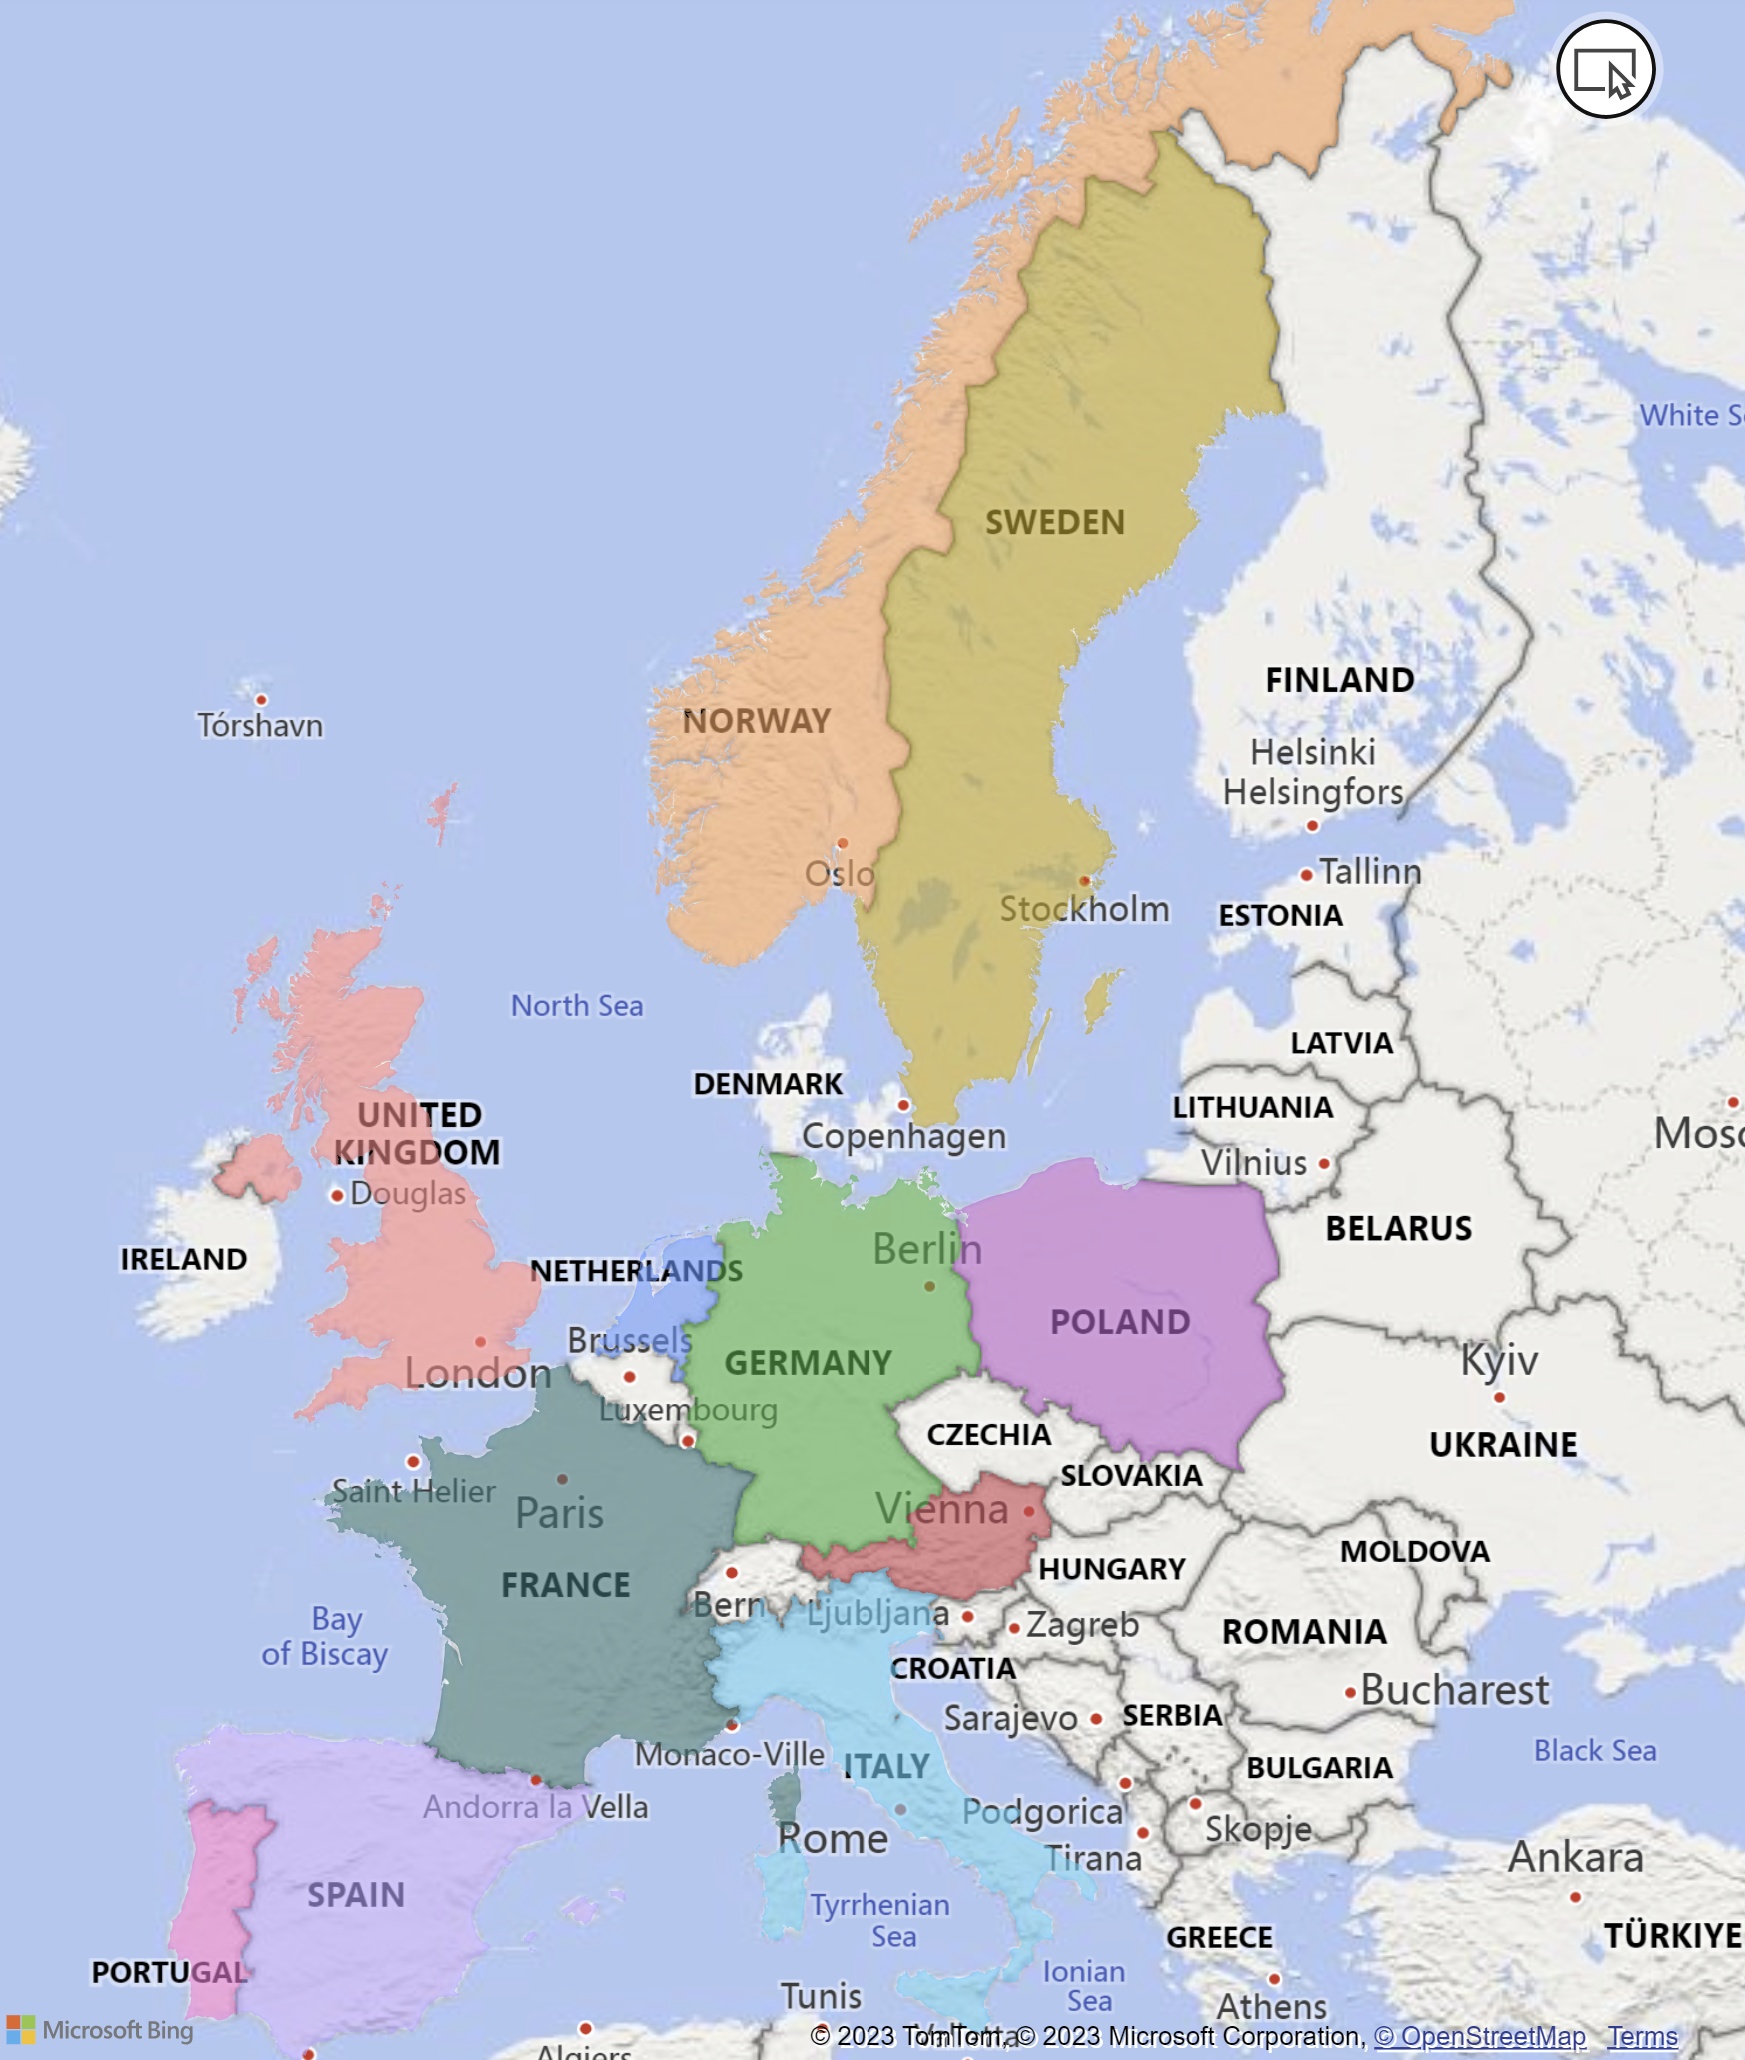 White S
SWEDEN
FINLAND
NORWAY
Tórshavn
Helsinki
Helsingfors
Oslo
Tallinn
Stockholm
ESTONIA
North Sea
LATVIA
DENMARK
LITHUANIA
UNITED
KINGDOM
Copenhagen
Mosc
Vilnius
Douglas
BELARUS
IRELAND
Berlin
NETHERLANDS
POLAND
Brussels
GERMANY
Kyiv
London
Luxembourg
CZECHIA
UKRAINE
SLOVAKIA
Saint Helier
Paris
Vienna
MOLDOVA
HUNGARY
FRANCE
Bern
Ljubljana
Bay
of Biscay
Zagreb
ROMANIA
CROATIA
Bucharest
Sarajevo
SERBIA
Monaco-Ville
ITALY
BULGARIA
Black Sea
Andorra la Vella
Podgorica
Skopje
Rome
Tirana
Ankara
SPAIN
Tyrrhenian
Sea
GREECE
TÜRKIYE
PORTUGAL
Ionian
Sea
Tunis
Athens
Microsoft Bing
© 2023 TomTom, © 2023 Microsoft Corporation, © OpenStreetMap Terms
Algiers